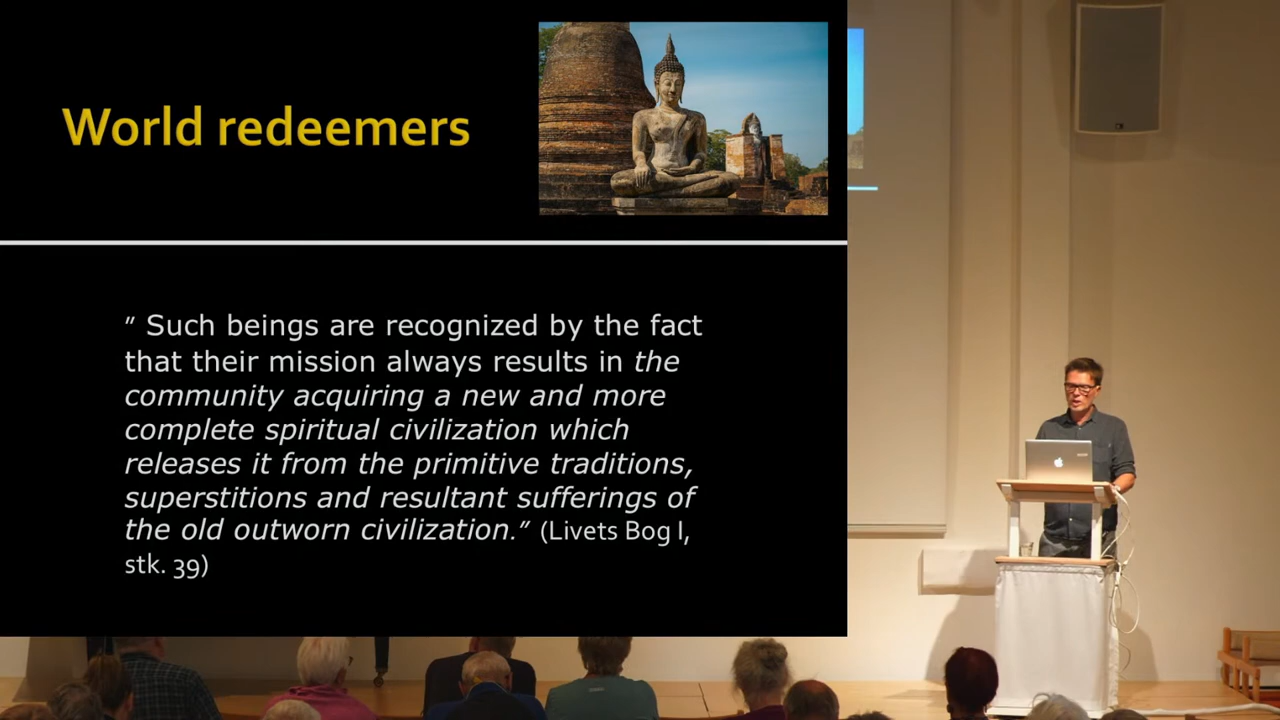 World redeemers
” Such beings are recognized by the fact
that their mission always results in the
community acquiring a new and more
complete spiritual civilization which
releases it from the primitive traditions,
superstitions and resultant sufferings of
the old outworn civilization.” (Livets Bog I,
stk. 39)